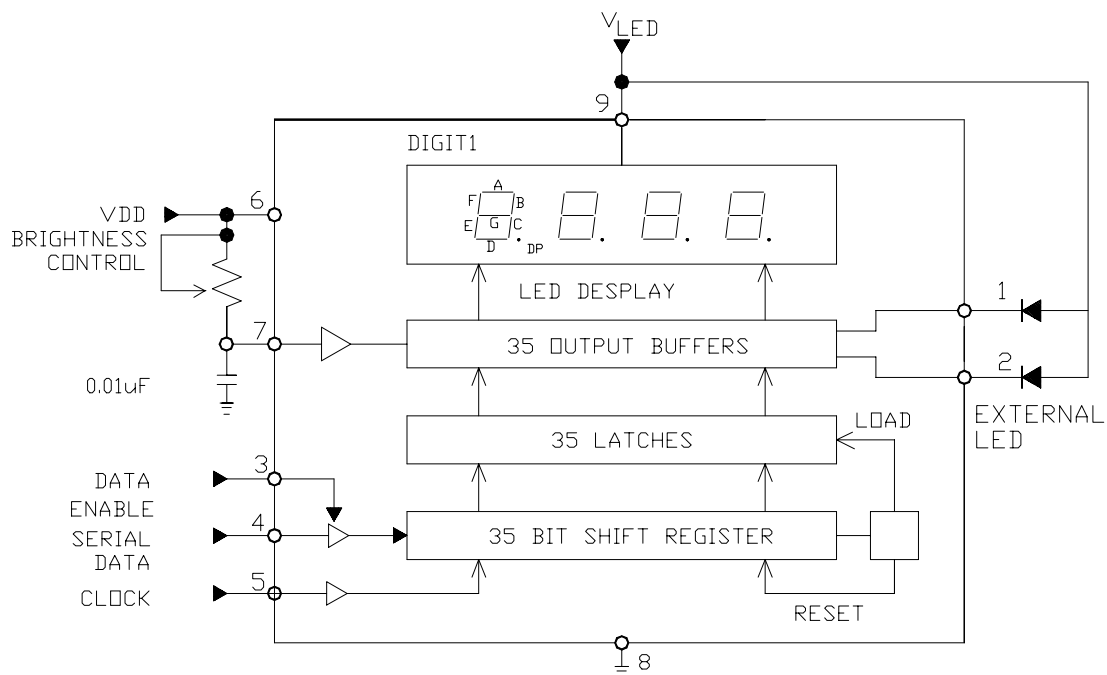 VLED
9
DIGIT1
A
F
B
G
E
C
D
DP
6
VDD
BRIGHTNESS
CONTROL
LED DESPLAY
1
7
35 OUTPUT BUFFERS
2
0.01uF
EXTERNAL
LED
LOAD
35 LATCHES
3
DATA
ENABLE
4
SERIAL
DATA
35 BIT SHIFT REGISTER
5
CLOCK
RESET
8